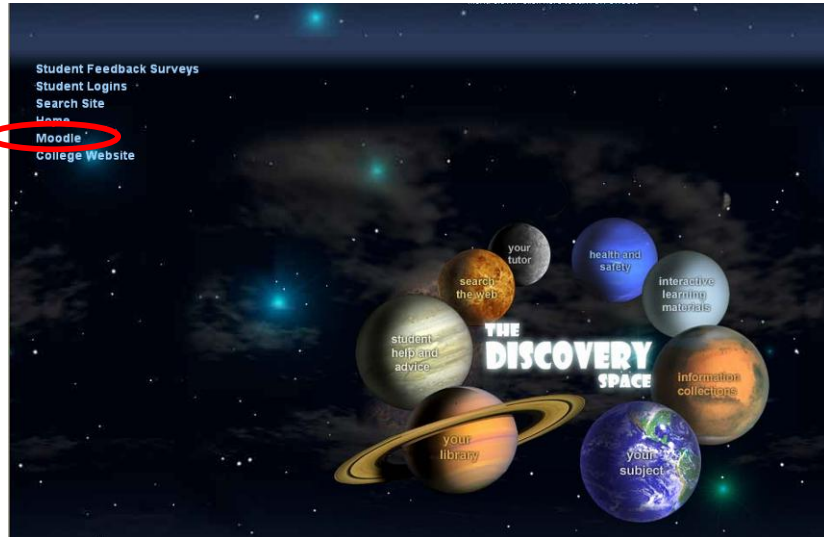 Student Feedback Surveys
Student Logins
Search Site
Home
Moodle
College Website
your
tutor
health and
safety
search
the web
interactive
learning
materials
student
help and
advice
THE
DISCOVERY
SPACE
information
collections
your
library
your
subject